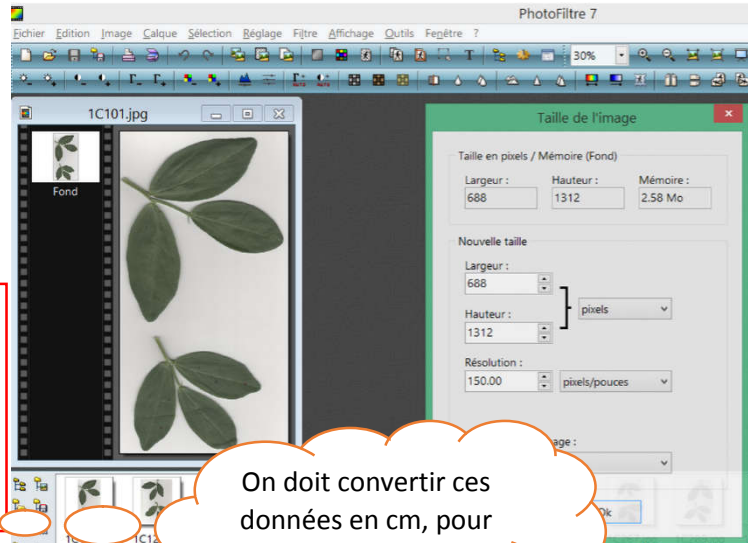 PhotoFiltre 7
Fichier Edition Image Calque Sélection Réglage Filtre Affichage Outils Fenêtre ?
T 30%
1C101.jpg
Fond
Taille de l'image
Taille en pixels / Mémoire (Fond)
Largeur : Hauteur : Mémoire :
688 1312 2.58 Mo
Nouvelle taille
Largeur :
688
pixels
Hauteur :
1312
Résolution :
150.00 pixels/pouces
age :
On doit convertir ces
données en cm, pour
Ok